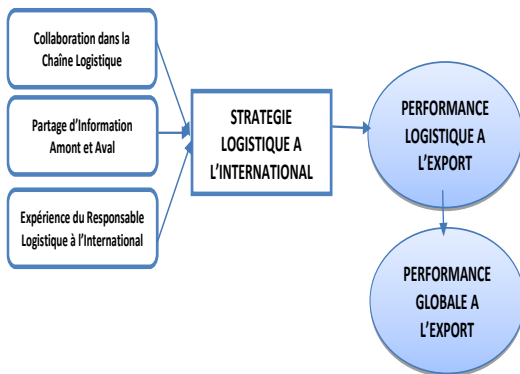 Collaboration dans la
Chaîne Logistique
Partage d'Information
Amont et Aval
Expérience du Responsable
Logistique à l'International
STRATEGIE
LOGISTIQUE A
L'INTERNATIONAL
PERFORMANCE
LOGISTIQUE A
L'EXPORT
PERFORMANCE
GLOBALE A
L'EXPORT